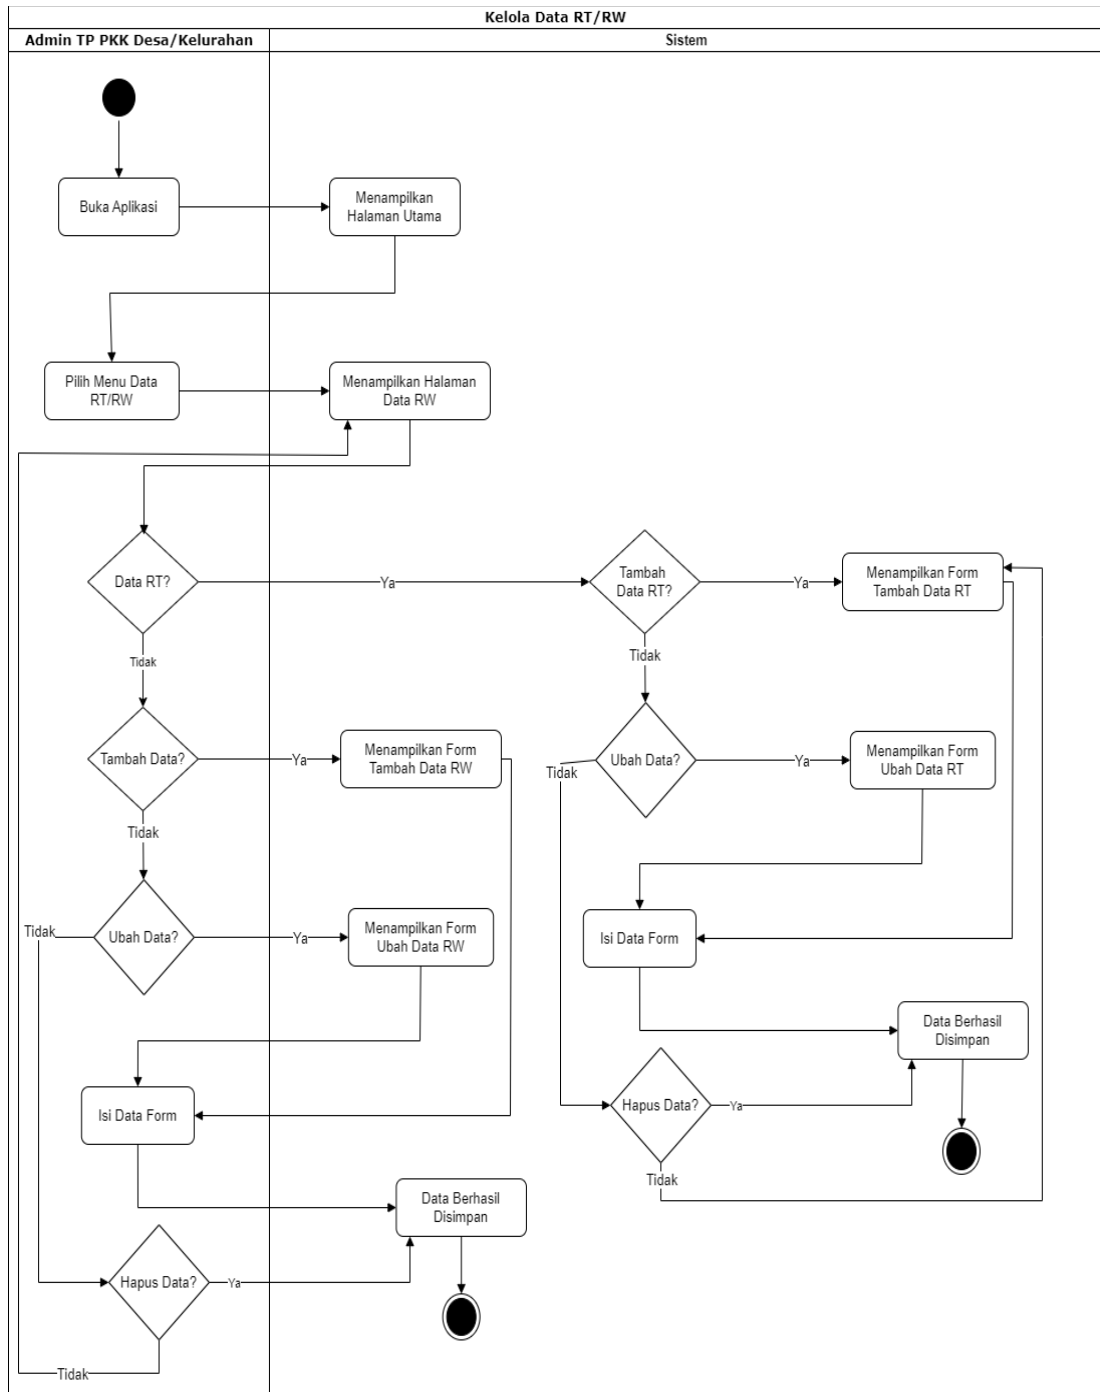 Kelola Data RT/RW
Admin TP PKK Desa/Kelurahan
Sistem
Buka Aplikasi
Menampilkan
Halaman Utama
Pilih Menu Data
RT/RW
Menampilkan Halaman
Data RW
Data RT?
Ya
Tambah
Data RT?
Ya
Menampilkan Form
Tambah Data RT
Tidak
Tidak
Tambah Data?
Ya
Menampilkan Form
Tambah Data RW
Tidak
Ubah Data?
Ya
Menampilkan Form
Ubah Data RT
Tidak
Tidak
Ubah Data?
Ya
Menampilkan Form
Ubah Data RW
Isi Data Form
Data Berhasil
Disimpan
Isi Data Form
Hapus Data?
Ya
Tidak
Data Berhasil
Disimpan
Hapus Data?
Ya
Tidak